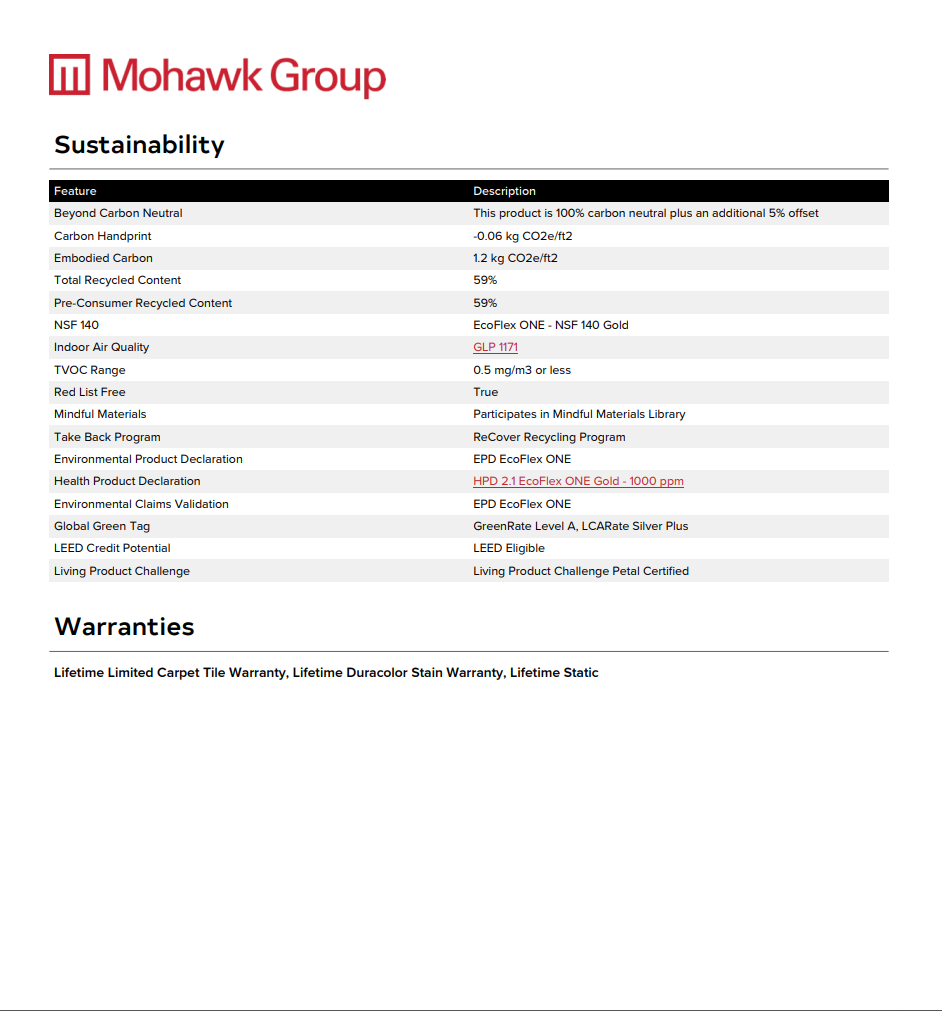 Mohawk Group
Sustainability
Feature Description
Beyond Carbon Neutral This product is 100% carbon neutral plus an additional 5% offset
Carbon Handprint -0.06 kg CO2e/ft2
Embodied Carbon 1.2 kg CO2e/ft2
Total Recycled Content 59%
Pre-Consumer Recycled Content 59%
NSF 140 EcoFlex ONE - NSF 140 Gold
Indoor Air Quality GLP 1171
TVOC Range 0.5 mg/m3 or less
Red List Free True
Mindful Materials Participates in Mindful Materials Library
Take Back Program ReCover Recycling Program
Environmental Product Declaration EPD EcoFlex ONE
Health Product Declaration HPD 2.1 EcoFlex ONE Gold - 1000 ppm
Environmental Claims Validation EPD EcoFlex ONE
Global Green Tag GreenRate Level A, LCARate Silver Plus
LEED Credit Potential LEED Eligible
Living Product Challenge Living Product Challenge Petal Certified
Warranties
Lifetime Limited Carpet Tile Warranty, Lifetime Duracolor Stain Warranty, Lifetime Static